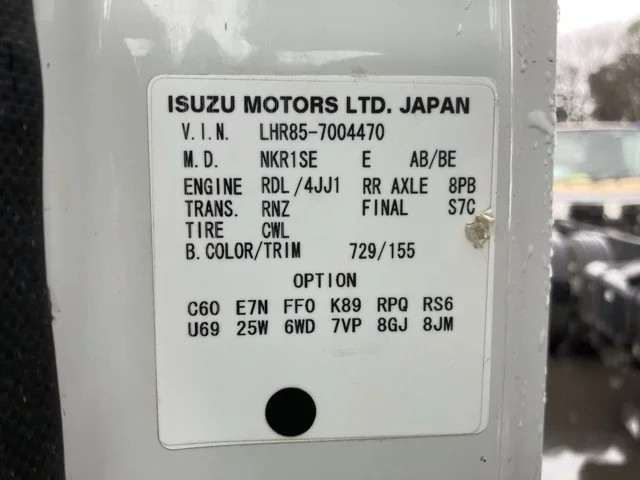 ISUZU MOTORS LTD. JAPAN
V.I.N. LHR85-7004470
M.D. NKR1SE E AB/BE
ENGINE RDL/4JJ1 RR AXLE 8PB
TRANS. RNZ FINAL S7C
TIRE CWL
B.COLOR/TRIM 729/155
OPTION
C60 E7N FF0 K89 RPQ RS6
U69 25W 6WD 7VP 8GJ 8JM